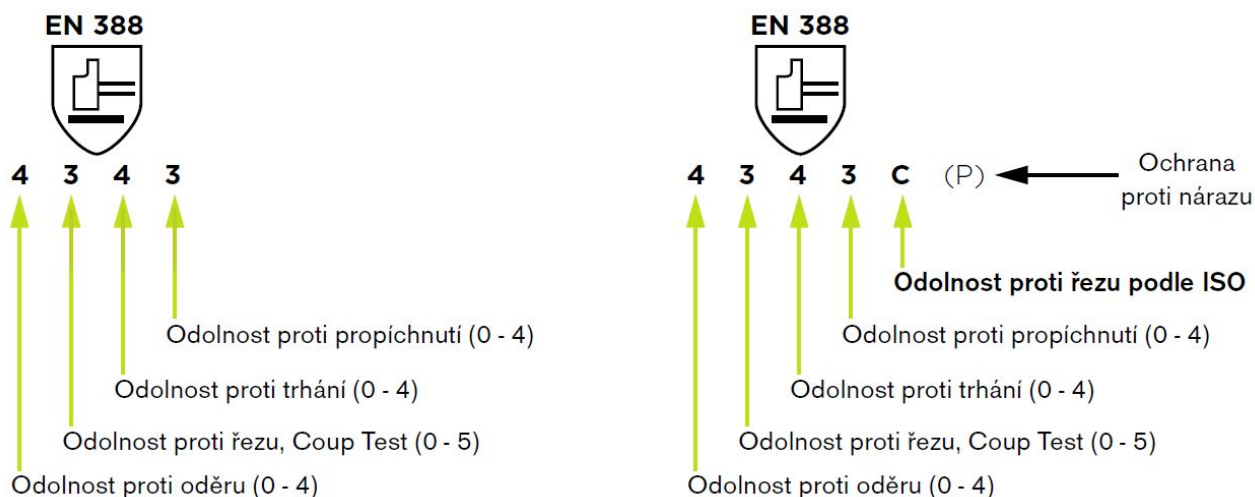 EN 388
4 3 4 3
Odolnost proti propíchnutí (0 - 4)
Odolnost proti trhání (0 - 4)
Odolnost proti řezu, Coup Test (0 - 5)
Odolnost proti oděru (0 - 4)
EN 388
4 3 4 3 C (P)
Ochrana
proti nárazu
Odolnost proti řezu podle ISO
Odolnost proti propíchnutí (0 - 4)
Odolnost proti trhání (0 - 4)
Odolnost proti řezu, Coup Test (0 - 5)
Odolnost proti oděru (0 - 4)